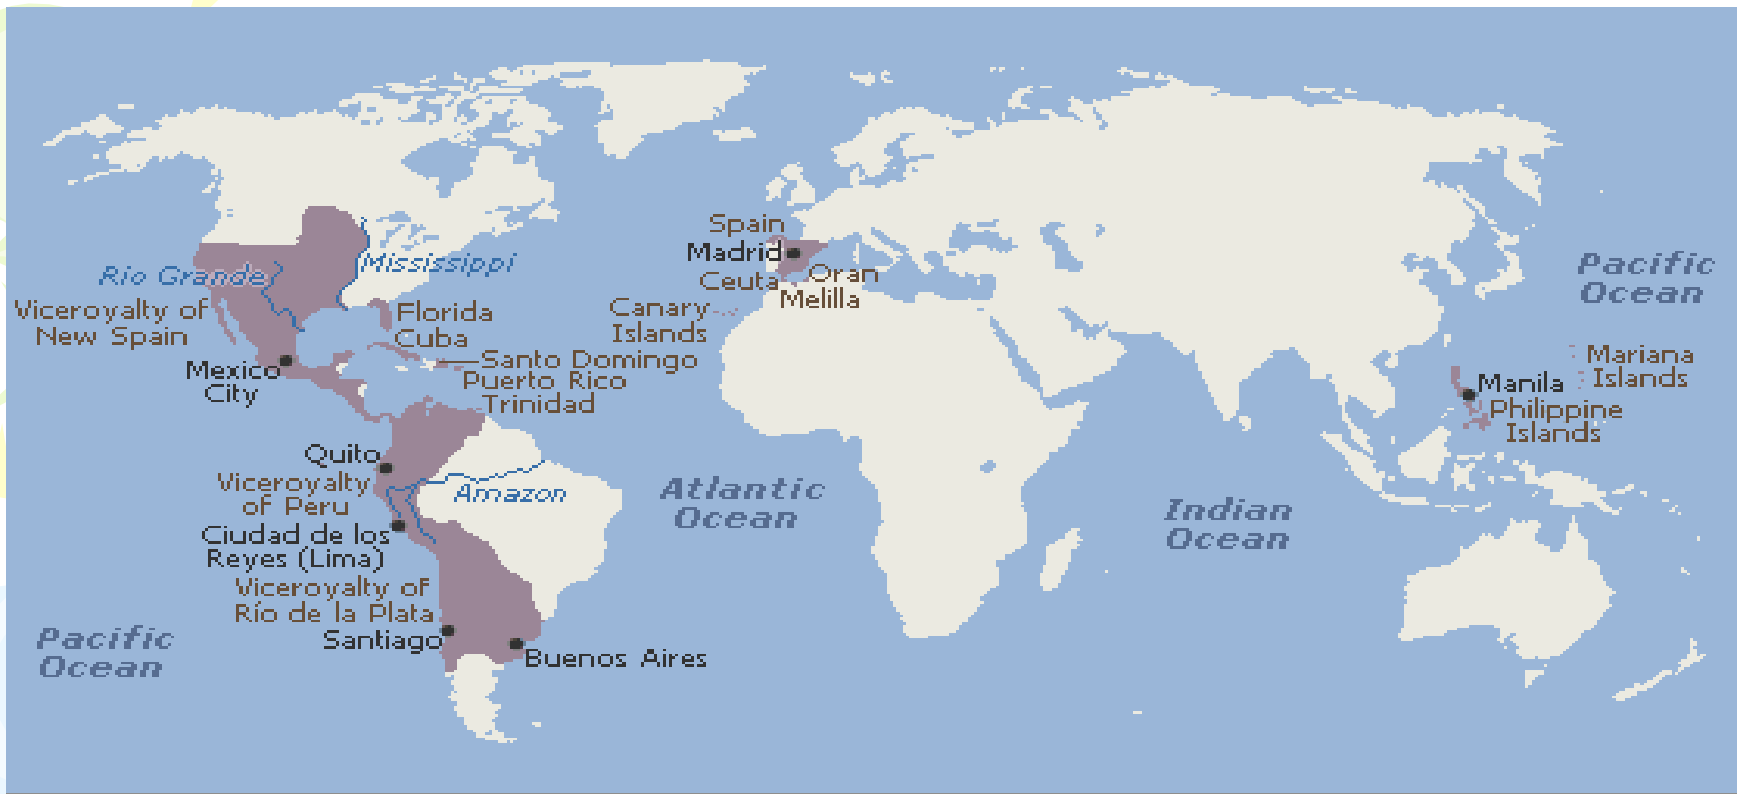 Spain
Madrid
Mississippi
Pacific
Ocean
Río Grande
Ceuta
Oran
Melilla
Viceroyalty of
New Spain
Florida
Cuba
Canary
Islands
Mexico
City
Santo Domingo
Puerto Rico
Trinidad
Mariana
Islands
Manila
Philippine
Islands
Quito
Viceroyalty
of Peru
Amazon
Atlantic
Ocean
Indian
Ocean
Ciudad de los
Reyes (Lima)
Viceroyalty of
Río de la Plata
Santiago
Buenos Aires
Pacific
Ocean